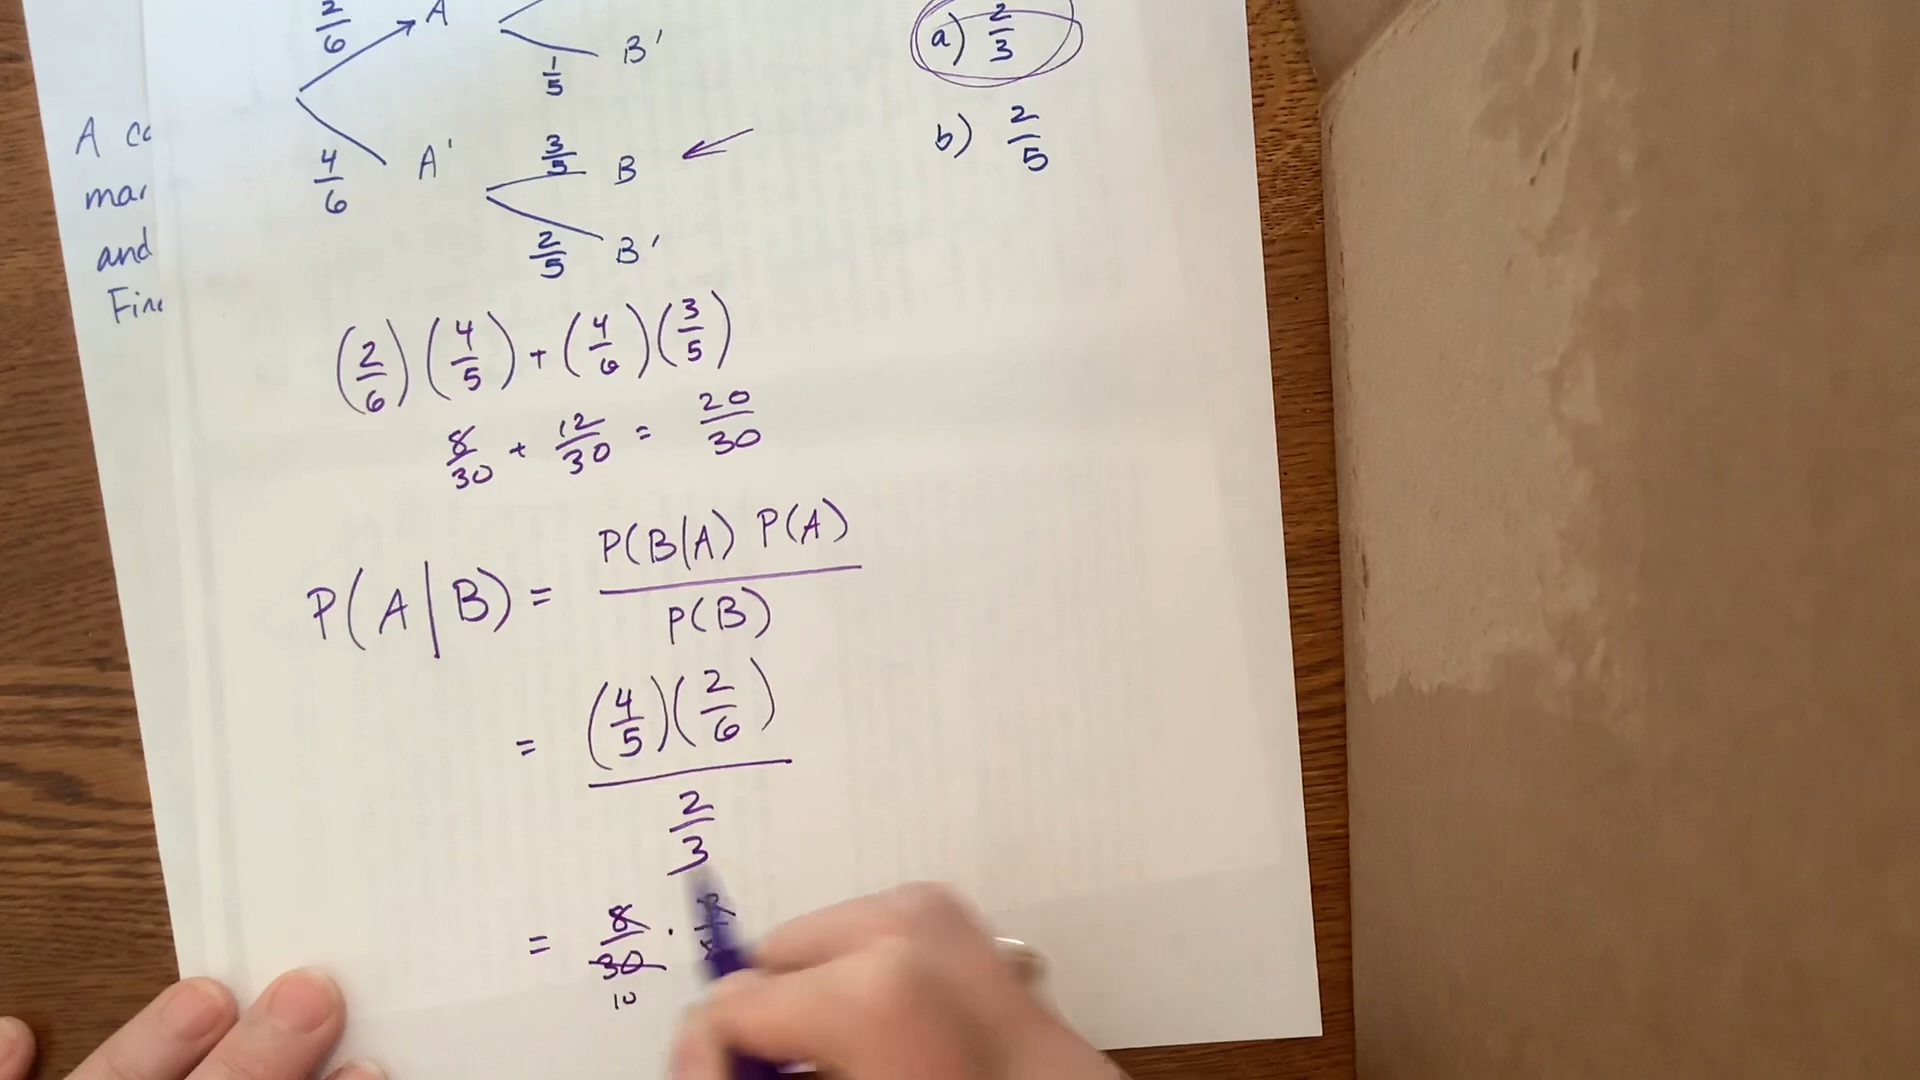 2/6 A
B'
1/5
a) 2/3
b) 2/5
A
mar
and
4/6 A' 3/5 B
2/5 B'
(2/6)(4/5) + (4/6)(3/5)
8/30 + 12/30 = 20/30
P(A|B) = P(B|A) P(A) / P(B)
= (4/5)(2/6) / 2/3
= 8/30 ·
10